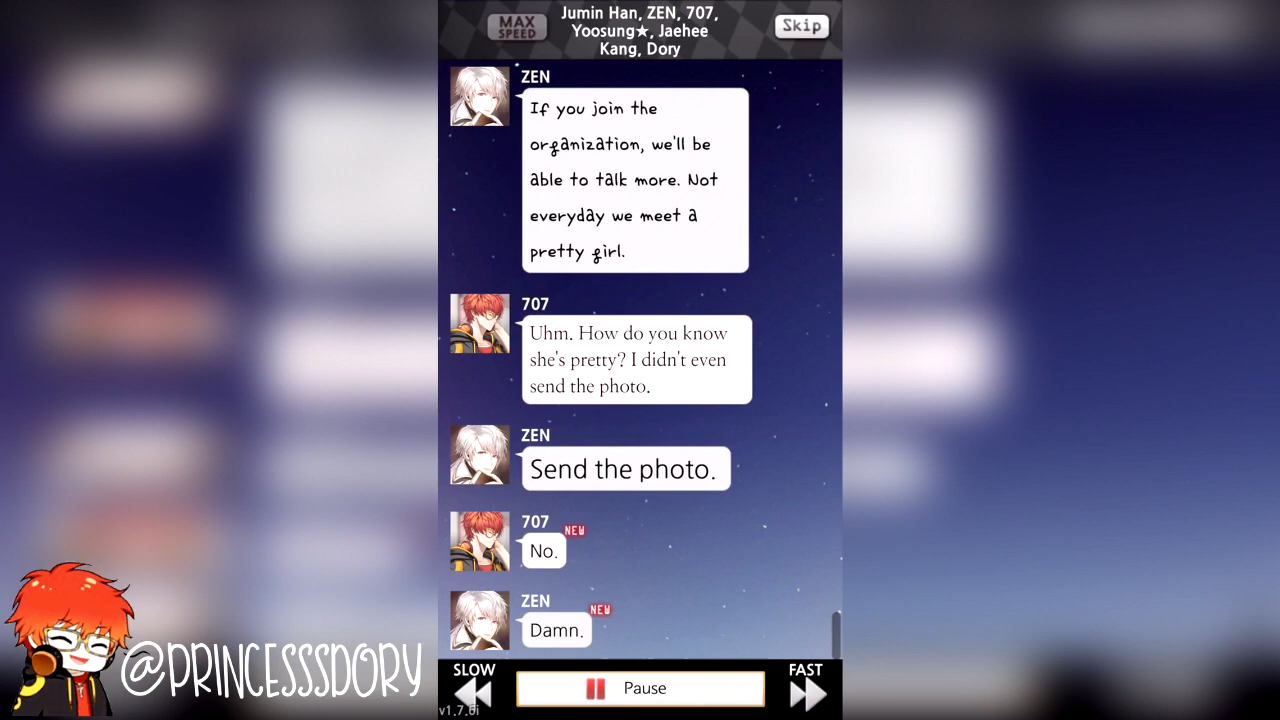 MAX
SPEED
Jumin Han, ZEN, 707,
Yoosung★, Jaehee
Kang, Dory
Skip
ZEN
If you join the
organization, we'll be
able to talk more. Not
everyday we meet a
pretty girl.
707
Uhm. How do you know
she's pretty? I didn't even
send the photo.
ZEN
Send the photo.
707
NEW
No.
ZEN
NEW
Damn.
@PRINCESSSDORY
SLOW
Pause
FAST
v1.7.6i